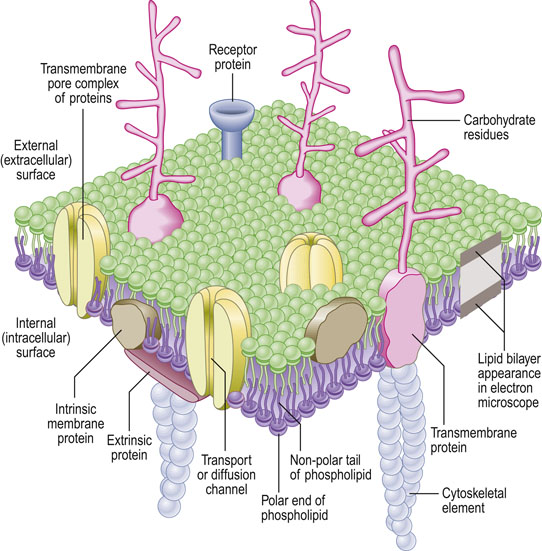 Receptor
protein
Transmembrane
pore complex
of proteins
Carbohydrate
residues
External
(extracellular)
surface
Internal
(intracellular)
surface
Lipid bilayer
appearance
in electron
microscope
Intrinsic
membrane
protein
Extrinsic
protein
Transport
or diffusion
channel
Non-polar tail
of phospholipid
Polar end of
phospholipid
Transmembrane
protein
Cytoskeletal
element